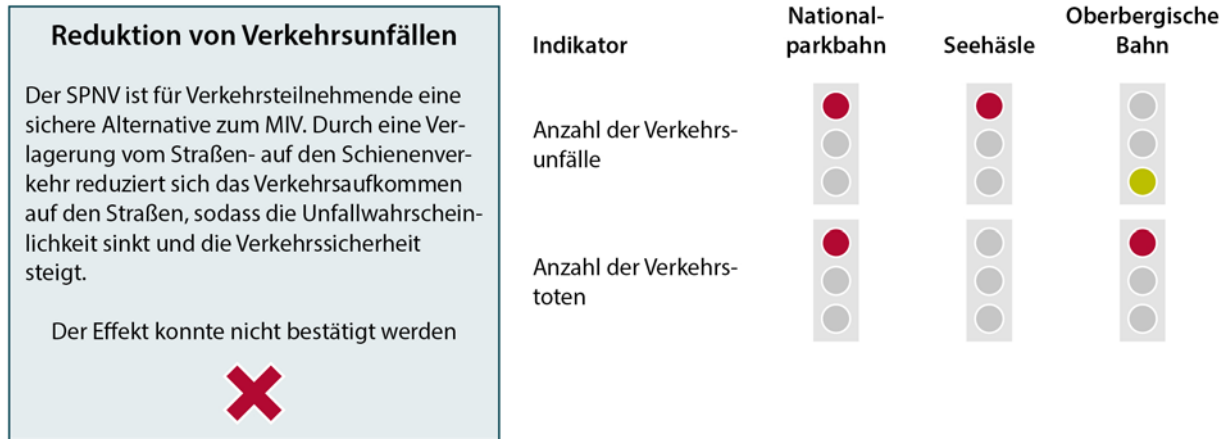 Reduktion von Verkehrsunfällen
Der SPNV ist für Verkehrsteilnehmende eine
sichere Alternative zum MIV. Durch eine Ver-
lagerung vom Straßen- auf den Schienenver-
kehr reduziert sich das Verkehrsaufkommen
auf den Straßen, sodass die Unfallwahrschein-
lichkeit sinkt und die Verkehrssicherheit
steigt.
Der Effekt konnte nicht bestätigt werden
Indikator
National-
parkbahn
Seehäsle
Oberbergische
Bahn
Anzahl der Verkehrs-
unfälle
Anzahl der Verkehrs-
toten